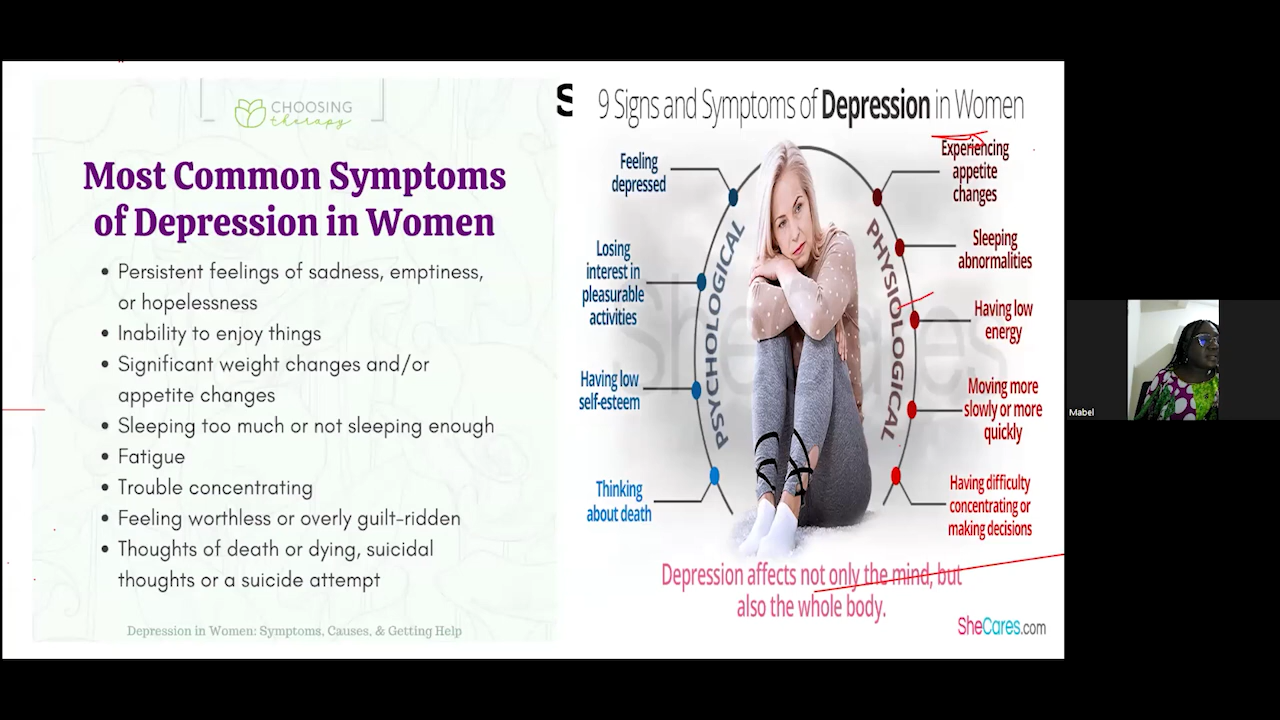 CHOOSING
therapy
Most Common Symptoms
of Depression in Women
• Persistent feelings of sadness, emptiness,
or hopelessness
• Inability to enjoy things
• Significant weight changes and/or
appetite changes
• Sleeping too much or not sleeping enough
• Fatigue
• Trouble concentrating
• Feeling worthless or overly guilt-ridden
• Thoughts of death or dying, suicidal
thoughts or a suicide attempt
Depression in Women: Symptoms, Causes, & Getting Help
S
9 Signs and Symptoms of Depression in Women
Feeling
depressed
Losing
interest in
pleasurable
activities
Having low
self-esteem
Thinking
about death
PSYCHOLOGICAL
PHYSIOLOGICAL
Experiencing
appetite
changes
Sleeping
abnormalities
Having low
energy
Moving more
slowly or more
quickly
Having difficulty
concentrating or
making decisions
Depression affects not only the mind, but
also the whole body.
SheCares.com
SheCares
Mabel